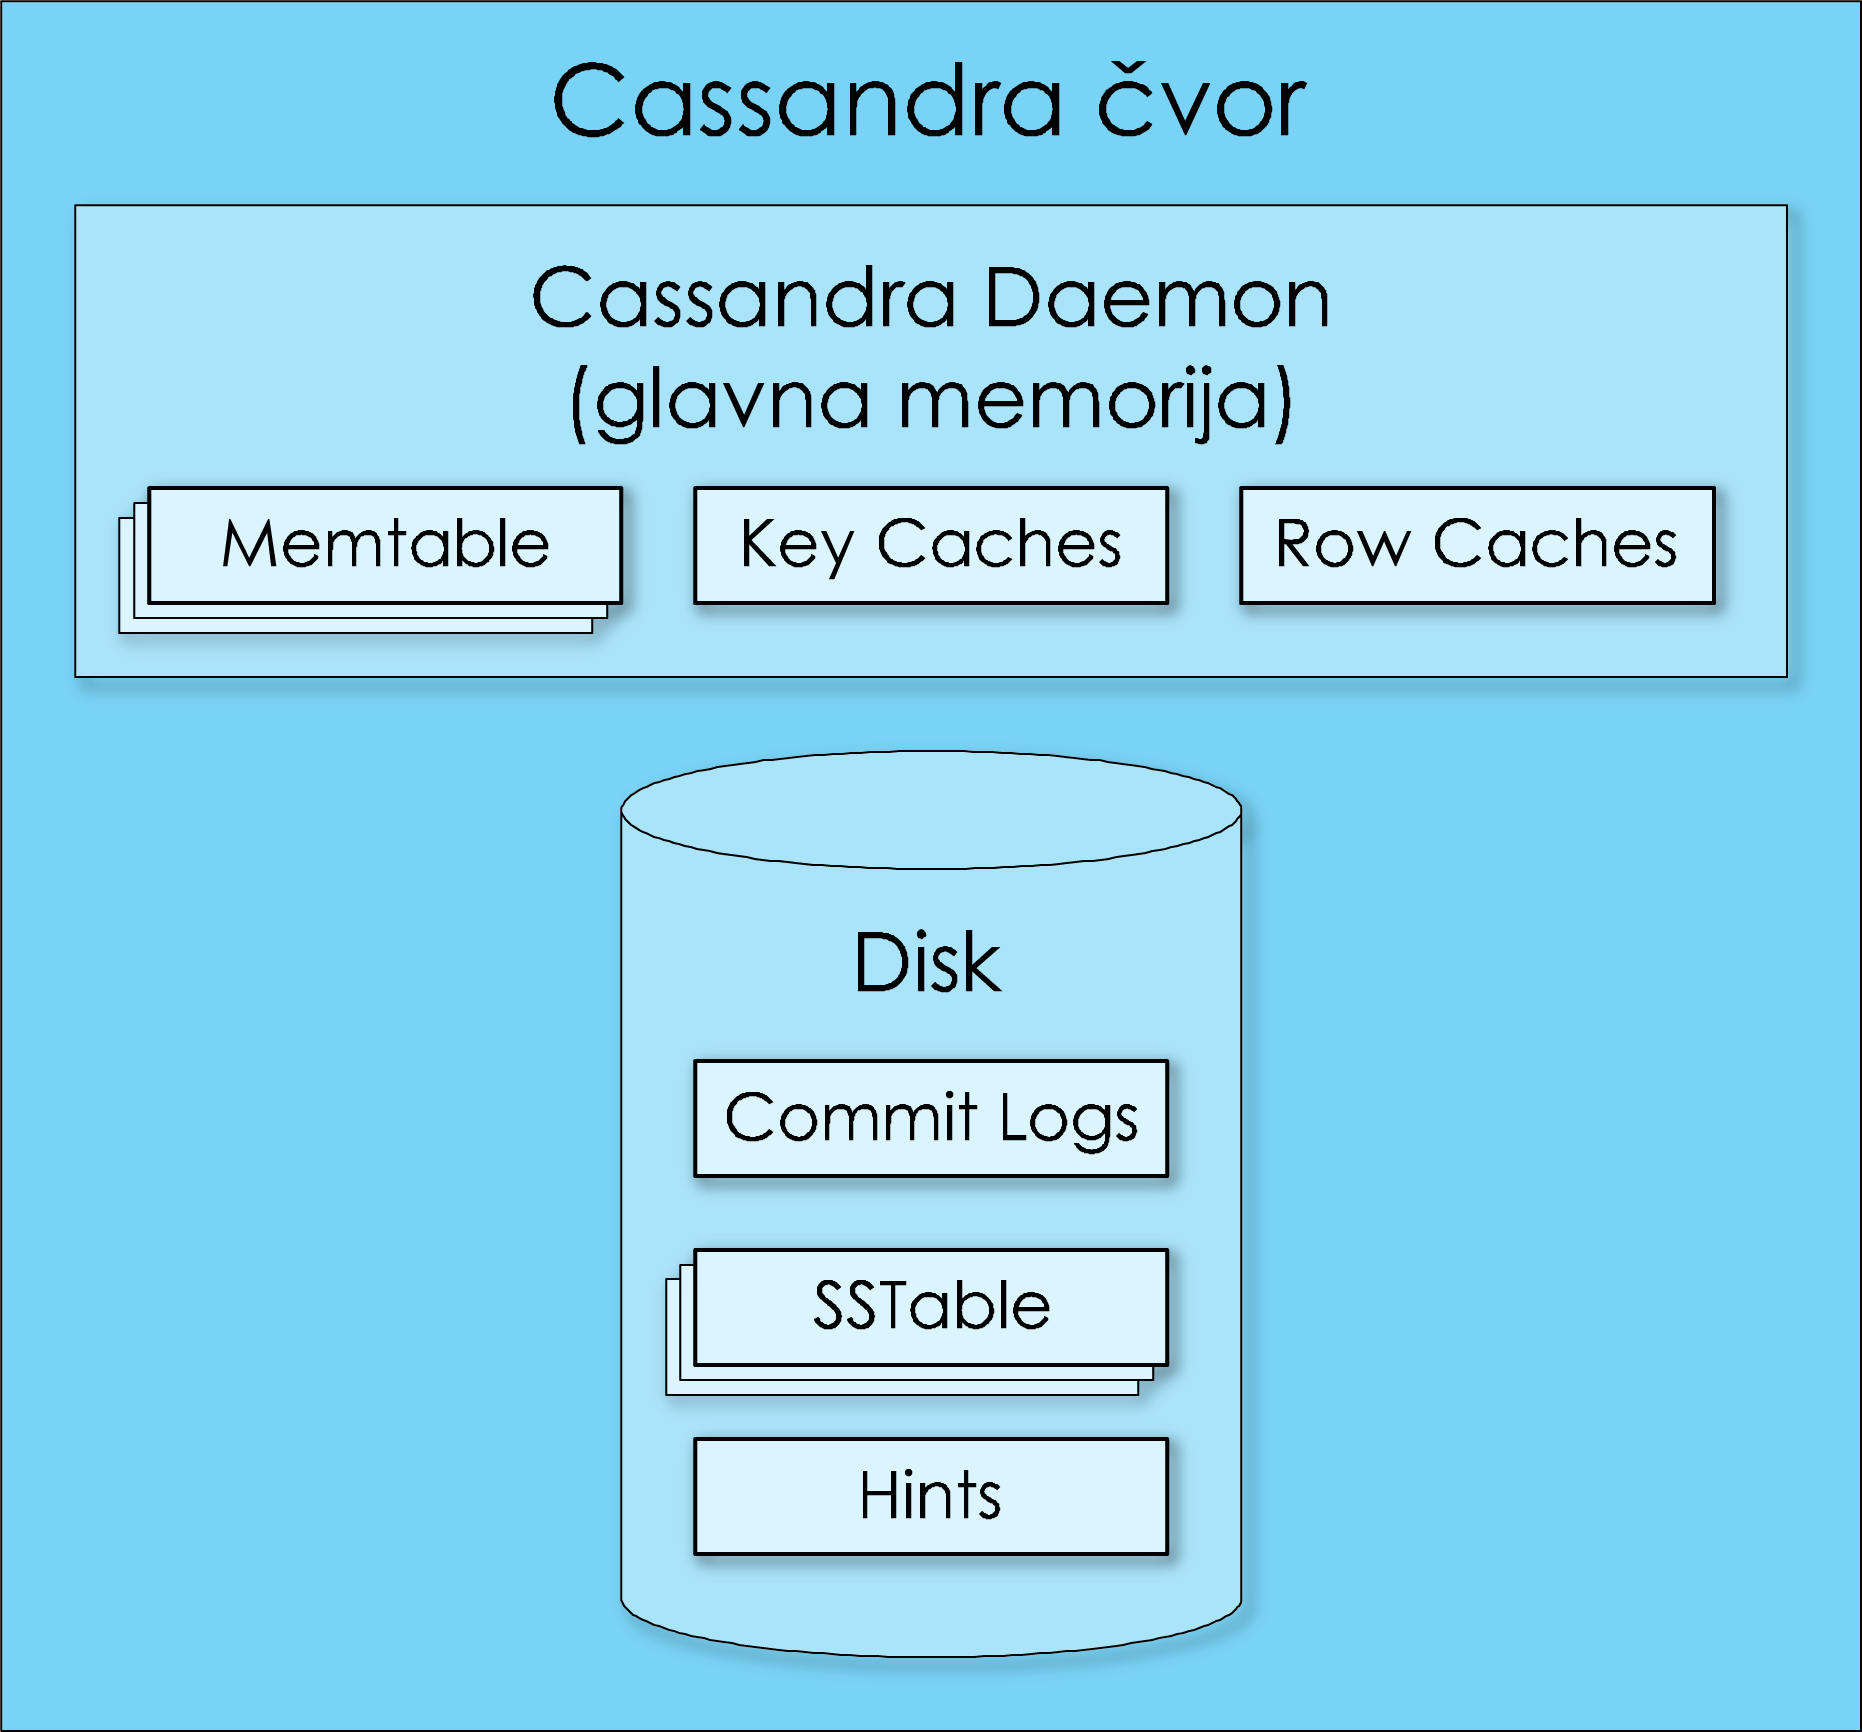 Cassandra čvor
Cassandra Daemon
(glavna memorija)
Memtable
Key Caches
Row Caches
Disk
Commit Logs
SSTable
Hints